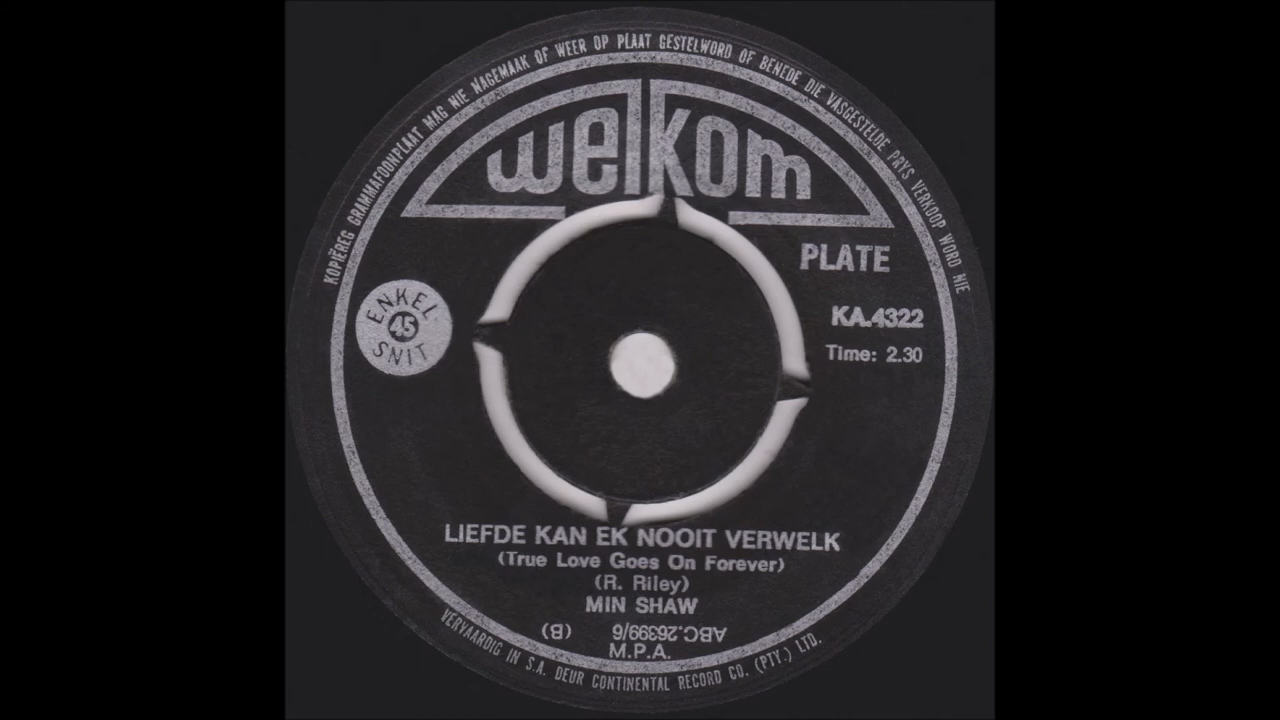 KOPIËREG GRAMMAFOONPLAAT MAG NIE NAGEMAAK OF WEER OP PLAAT GESTELWORD OF BENEDE DIE VASGESTELDE PRYS VERKOOP WORD NIE
welkom
PLATE
ENKEL
45
SNIT
KA.4322
Time: 2.30
LIEFDE KAN EK NOOIT VERWELK
(True Love Goes On Forever)
(R. Riley)
MIN SHAW
ABC.26399/6 (B)
M.P.A.
VERVAARDIG IN S.A. DEUR CONTINENTAL RECORD CO. (PTY.) LTD.